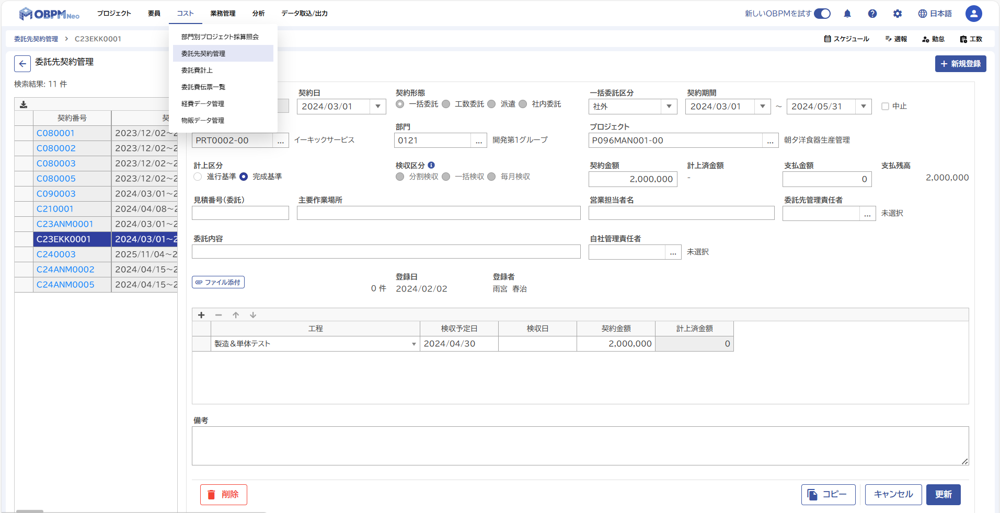 OBPM Neo
プロジェクト 要員 コスト 業務管理 分析 データ取込/出力 新しいOBPMを試す 日本語
委託先契約管理 > C23EKK0001 スケジュール 週報 勤怠 工数
部門別プロジェクト採算照会
委託先契約管理
委託費計上
委託費伝票一覧
経費データ管理
物販データ管理
委託先契約管理
+ 新規登録
検索結果: 11 件
契約番号 契
C080001 2023/12/02~2
C080002 2023/12/02~2
C080003 2023/12/02~2
C080005 2023/12/02~2
C090003 2024/03/01~2
C210001 2024/04/08~2
C23ANM0001 2024/03/01~2
C23EKK0001 2024/03/01~2
C240003 2025/11/04~2
C24ANM0002 2024/04/15~2
C24ANM0005 2024/04/15~2
契約日 契約形態 一括委託区分 契約期間
2024/03/01 一括委託 工数委託 派遣 社内委託 社外 2024/03/01 ~ 2024/05/31 中止
部門 プロジェクト
PRT0002-00 ... イーキックサービス 0121 ... 開発第1グループ P096MAN001-00 ... 朝夕洋食器生産管理
計上区分 検収区分 契約金額 計上済金額 支払金額 支払残高
進行基準 完成基準 分割検収 一括検収 毎月検収 2,000,000 - 0 2,000,000
見積番号(委託) 主要作業場所 営業担当者名 委託先管理責任者
... 未選択
委託内容 自社管理責任者
... 未選択
ファイル添付 0 件 登録日 登録者
2024/02/02 雨宮 春治
工程 検収予定日 検収日 契約金額 計上済金額
製造&単体テスト 2024/04/30 2,000,000 0
備考
削除 コピー キャンセル 更新